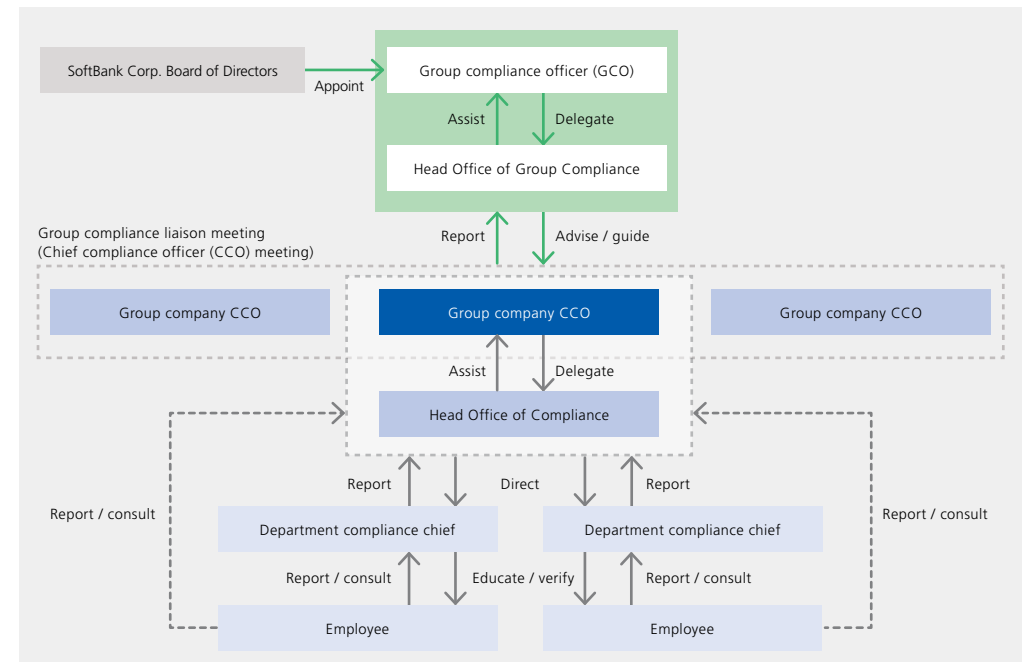 SoftBank Corp. Board of Directors
Appoint
Group compliance officer (GCO)
Assist
Delegate
Head Office of Group Compliance
Report
Advise / guide
Group compliance liaison meeting
(Chief compliance officer (CCO) meeting)
Group company CCO
Group company CCO
Group company CCO
Assist
Delegate
Head Office of Compliance
Report
Direct
Report
Report / consult
Report / consult
Department compliance chief
Department compliance chief
Report / consult
Educate / verify
Report / consult
Employee
Employee